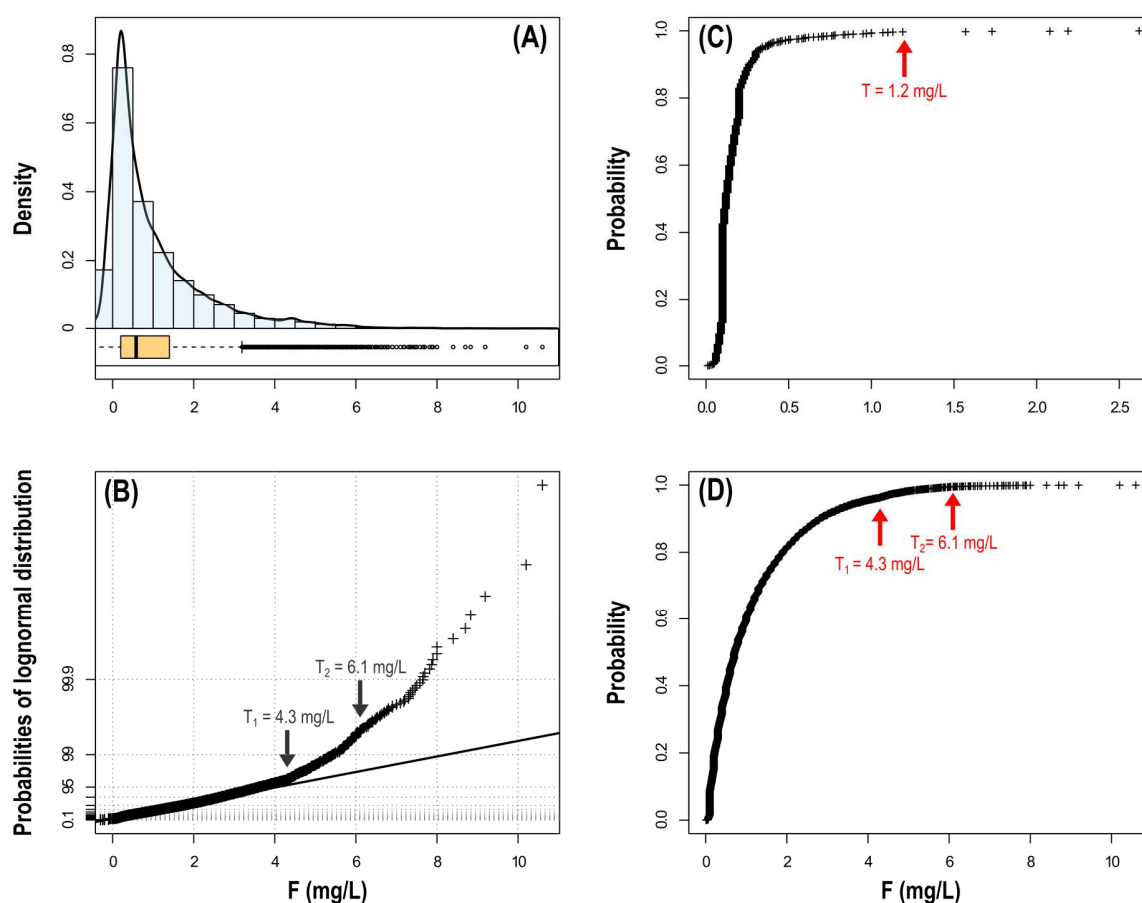 (A)
Density
0
0.2
0.4
0.6
0.8
0 2 4 6 8 10
(C)
Probability
0.0
0.2
0.4
0.6
0.8
1.0
T = 1.2 mg/L
0.0 0.5 1.0 1.5 2.0 2.5
(B)
Probabilities of lognormal distribution
0.1
95
99
99.9
T1 = 4.3 mg/L
T2 = 6.1 mg/L
0 2 4 6 8 10
F (mg/L)
(D)
Probability
0.0
0.2
0.4
0.6
0.8
1.0
T2= 6.1 mg/L
T1 = 4.3 mg/L
0 2 4 6 8 10
F (mg/L)